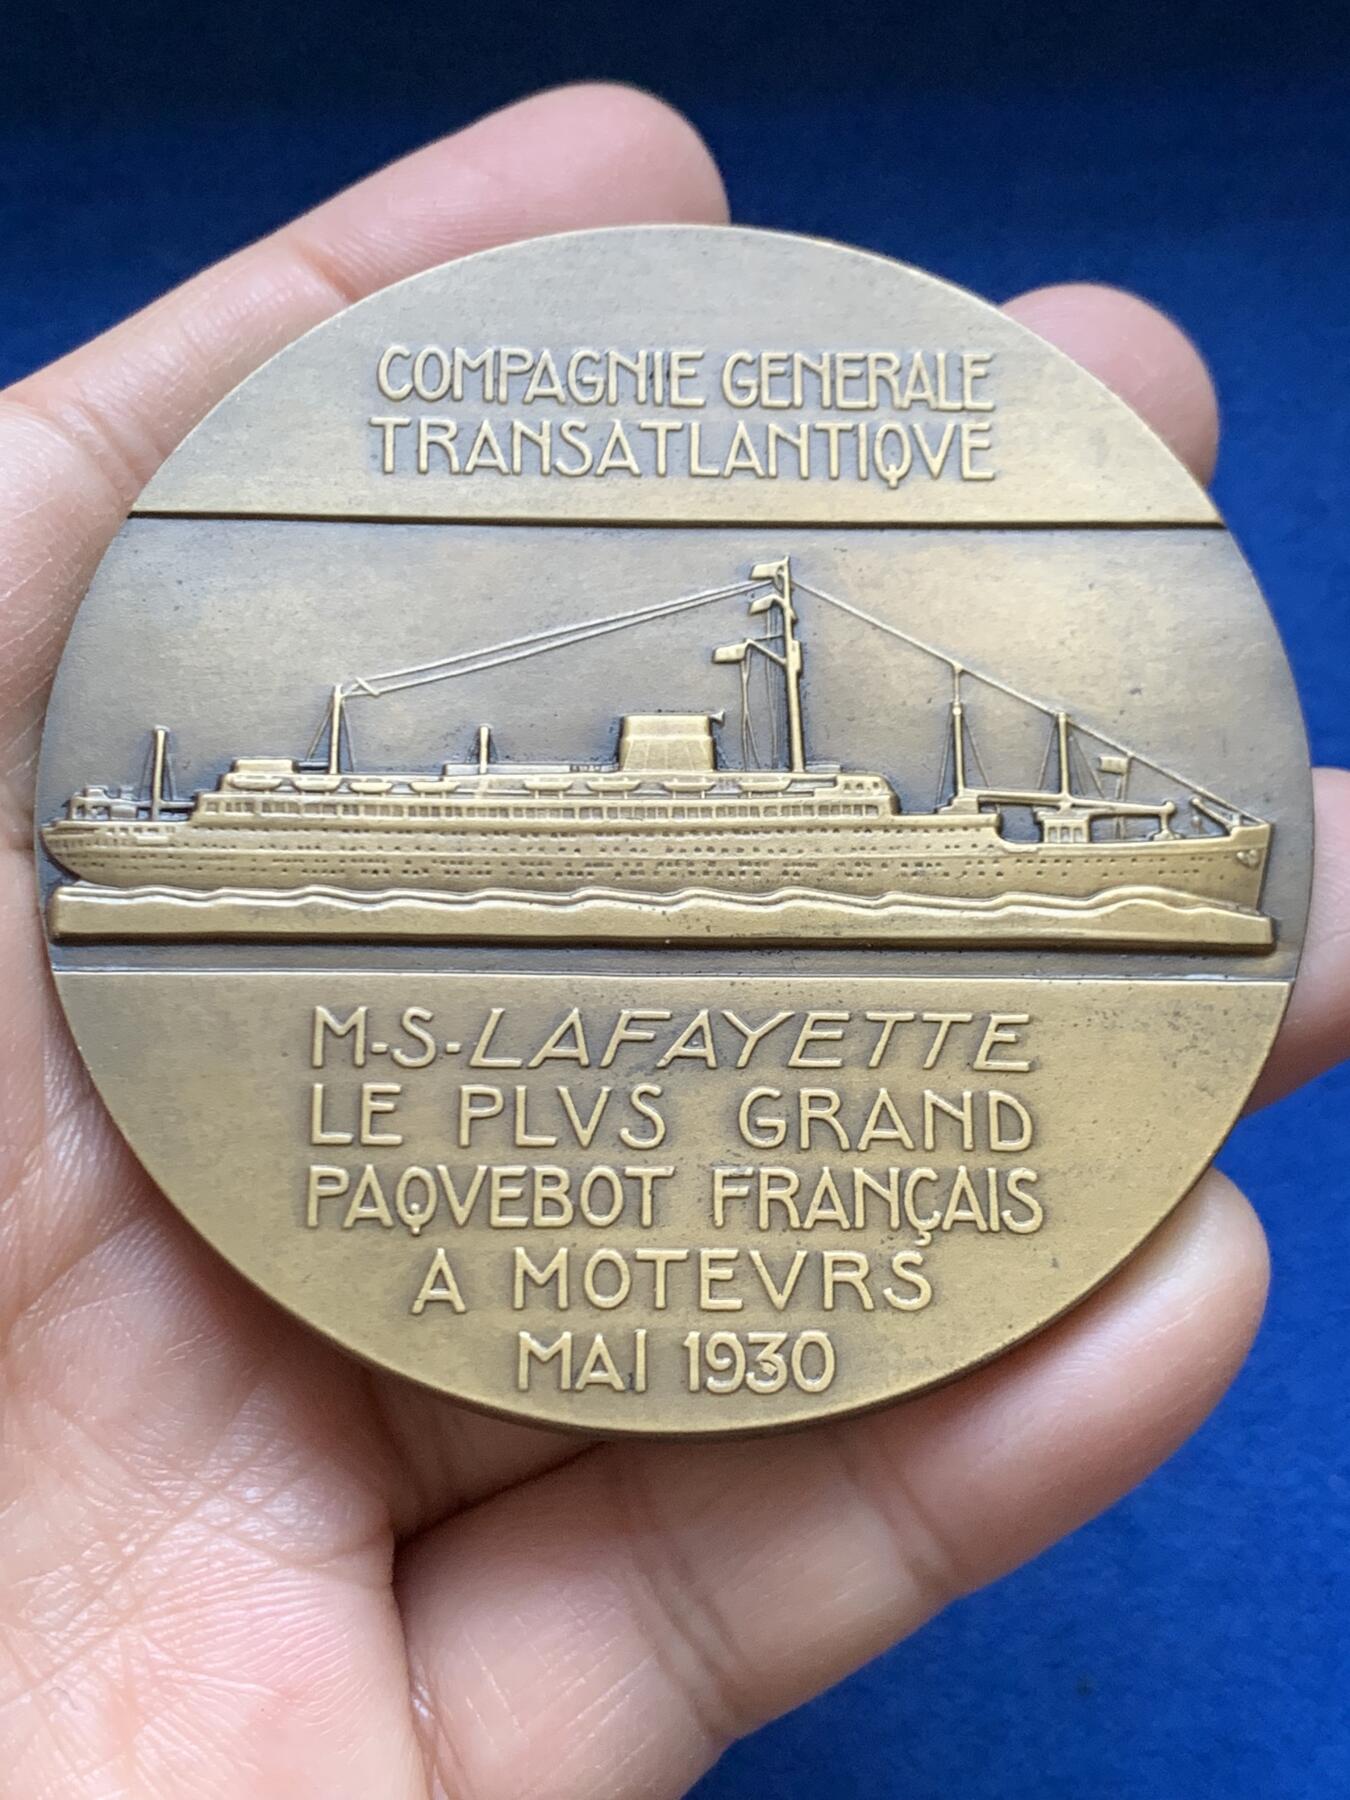 COMPAGNIE GENERALE
TRANSATLANTIQVE
M-S-LAFAYETTE
LE PLVS GRAND
PAQVEBOT FRANÇAIS
A MOTEVRS
MAI 1930